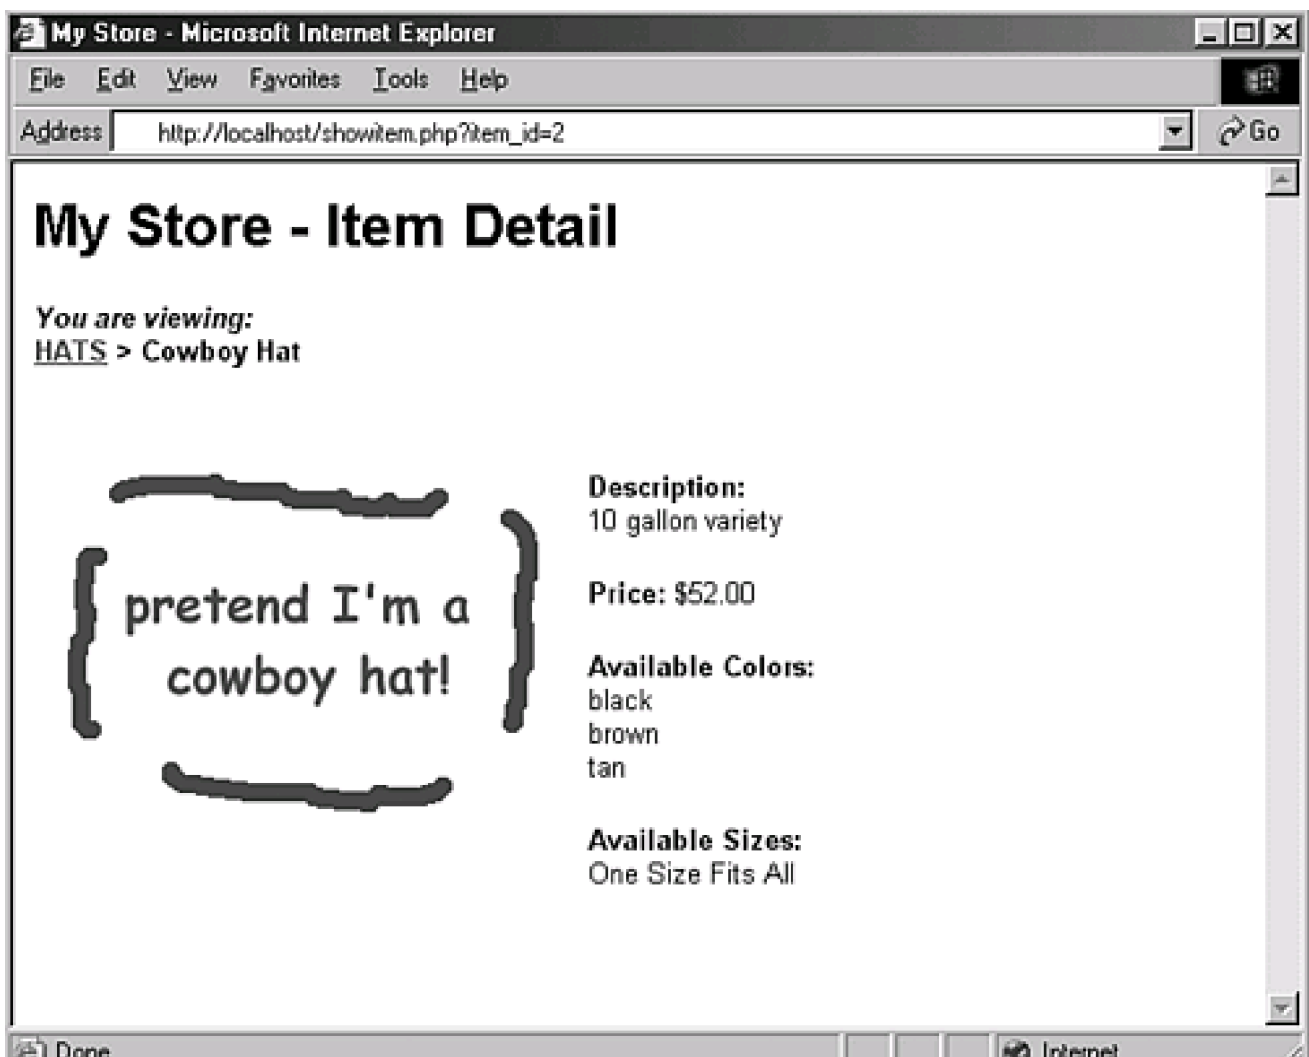 My Store - Microsoft Internet Explorer
File Edit View Favorites Tools Help
Address http://localhost/showitem.php?item_id=2 Go
My Store - Item Detail
You are viewing:
HATS > Cowboy Hat
pretend I'm a
cowboy hat!
Description:
10 gallon variety
Price: $52.00
Available Colors:
black
brown
tan
Available Sizes:
One Size Fits All
Done Internet